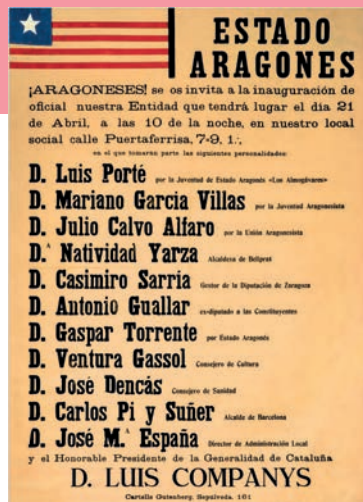 ESTADO
ARAGONES
¡ARAGONESES! se os invita a la inauguración de
oficial nuestra Entidad que tendrá lugar el día 21
de Abril, a las 10 de la noche, en nuestro local
social calle Puertaferrisa, 7-9, 1.º,
en el que tomarán parte las siguientes personalidades:
D. Luis Porté por la Juventud de Estado Aragonés «Los Almogávares»
D. Mariano García Villas por la Juventud Aragonesista
D. Julio Calvo Alfaro por la Unión Aragonesista
D.ª Natividad Yarza Alcaldesa de Bellprat
D. Casimiro Sarria Gestor de la Diputación de Zaragoza
D. Antonio Guallar ex-diputado a las Constituyentes
D. Gaspar Torrente por Estado Aragonés
D. Ventura Gassol Consejero de Cultura
D. José Dencás Consejero de Sanidad
D. Carlos Pi y Suñer Alcalde de Barcelona
D. José M.ª España Director de Administración Local
y el Honorable Presidente de la Generalidad de Cataluña
D. LUIS COMPANYS
Cartells Gutenberg. Sepúlveda, 161